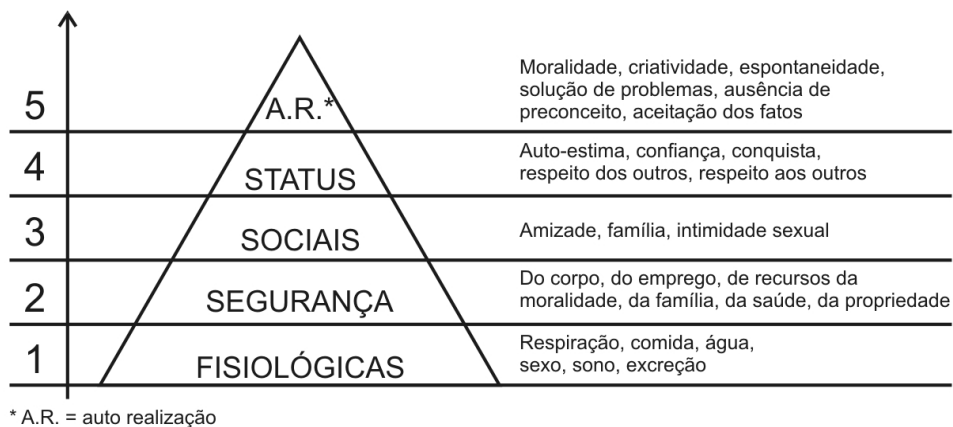 5
A.R.*
Moralidade, criatividade, espontaneidade,
solução de problemas, ausência de
preconceito, aceitação dos fatos
4
STATUS
Auto-estima, confiança, conquista,
respeito dos outros, respeito aos outros
3
SOCIAIS
Amizade, família, intimidade sexual
2
SEGURANÇA
Do corpo, do emprego, de recursos da
moralidade, da família, da saúde, da propriedade
1
FISIOLÓGICAS
Respiração, comida, água,
sexo, sono, excreção
* A.R. = auto realização